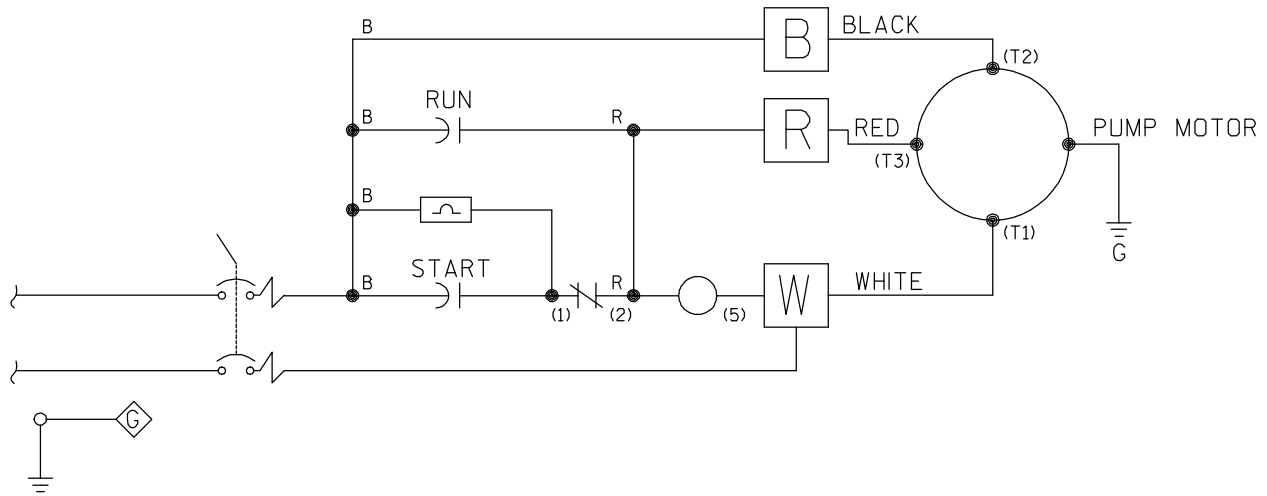 B
B BLACK
(T2)
RUN
B R
R RED
(T3)
PUMP MOTOR
B
(T1)
G
START
B R
(1) (2) (5)
W WHITE
G